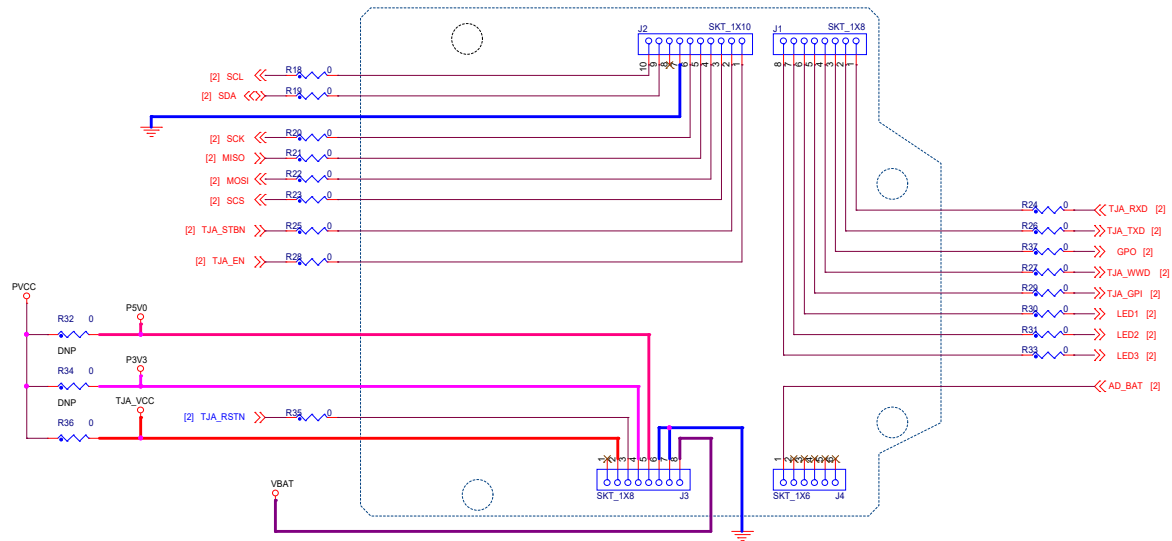 J2 SKT_1X10 J1 SKT_1X8
10 9 8 7 6 5 4 3 2 1 8 7 6 5 4 3 2 1
[2] SCL R18 0
[2] SDA R19 0
[2] SCK R20 0
[2] MISO R21 0
[2] MOSI R22 0
[2] SCS R23 0
R24 0 TJA_RXD [2]
[2] TJA_STBN R25 0
R26 0 TJA_TXD [2]
R37 0 GPO [2]
[2] TJA_EN R28 0
R27 0 TJA_WWD [2]
PVCC
R29 0 TJA_GPI [2]
P5V0
R32 0
R30 0 LED1 [2]
R31 0 LED2 [2]
DNP
P3V3
R33 0 LED3 [2]
R34 0
AD_BAT [2]
DNP
TJA_VCC
[2] TJA_RSTN R35 0
R36 0
1 2 3 4 5 6 7 8 1 2 3 4 5 6
VBAT
SKT_1X8 J3 SKT_1X6 J4